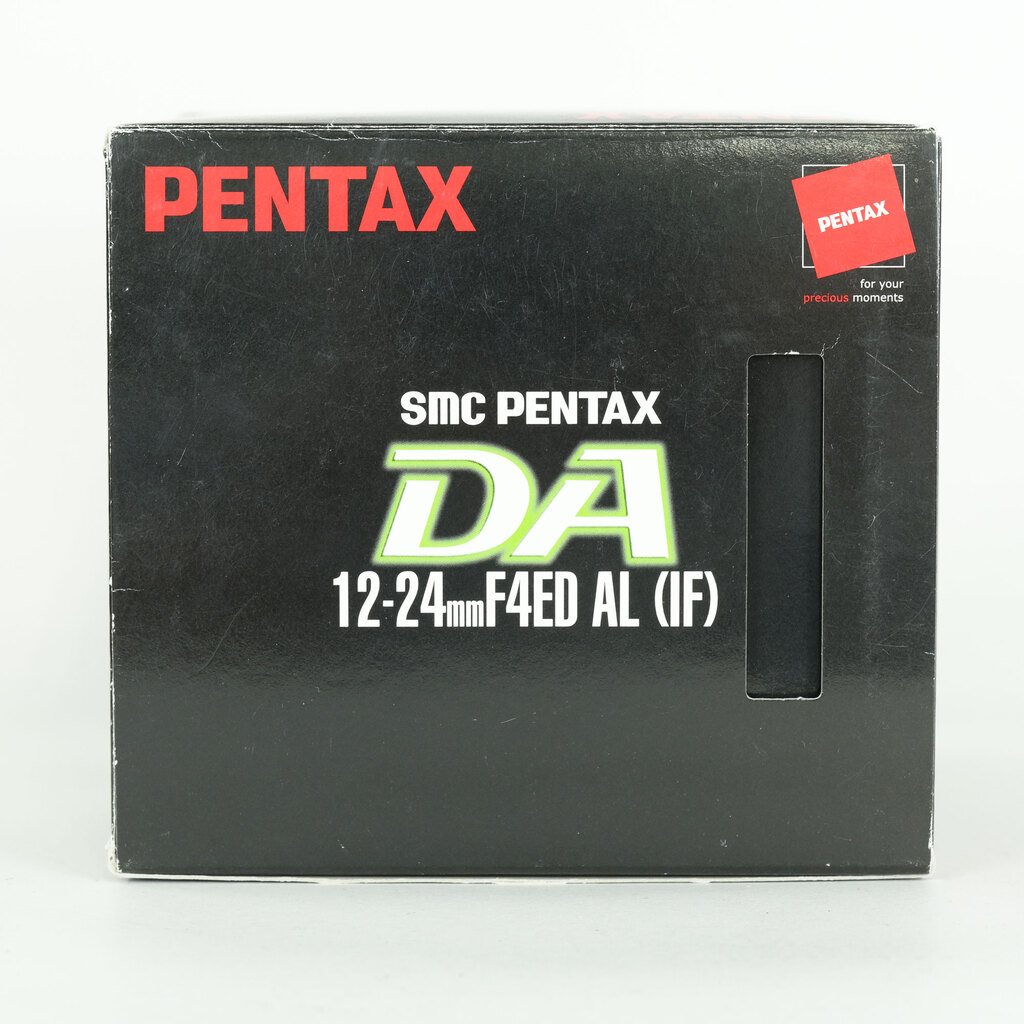 PENTAX
PENTAX
for your
precious moments
smc PENTAX
DA
12-24mmF4ED AL (IF)